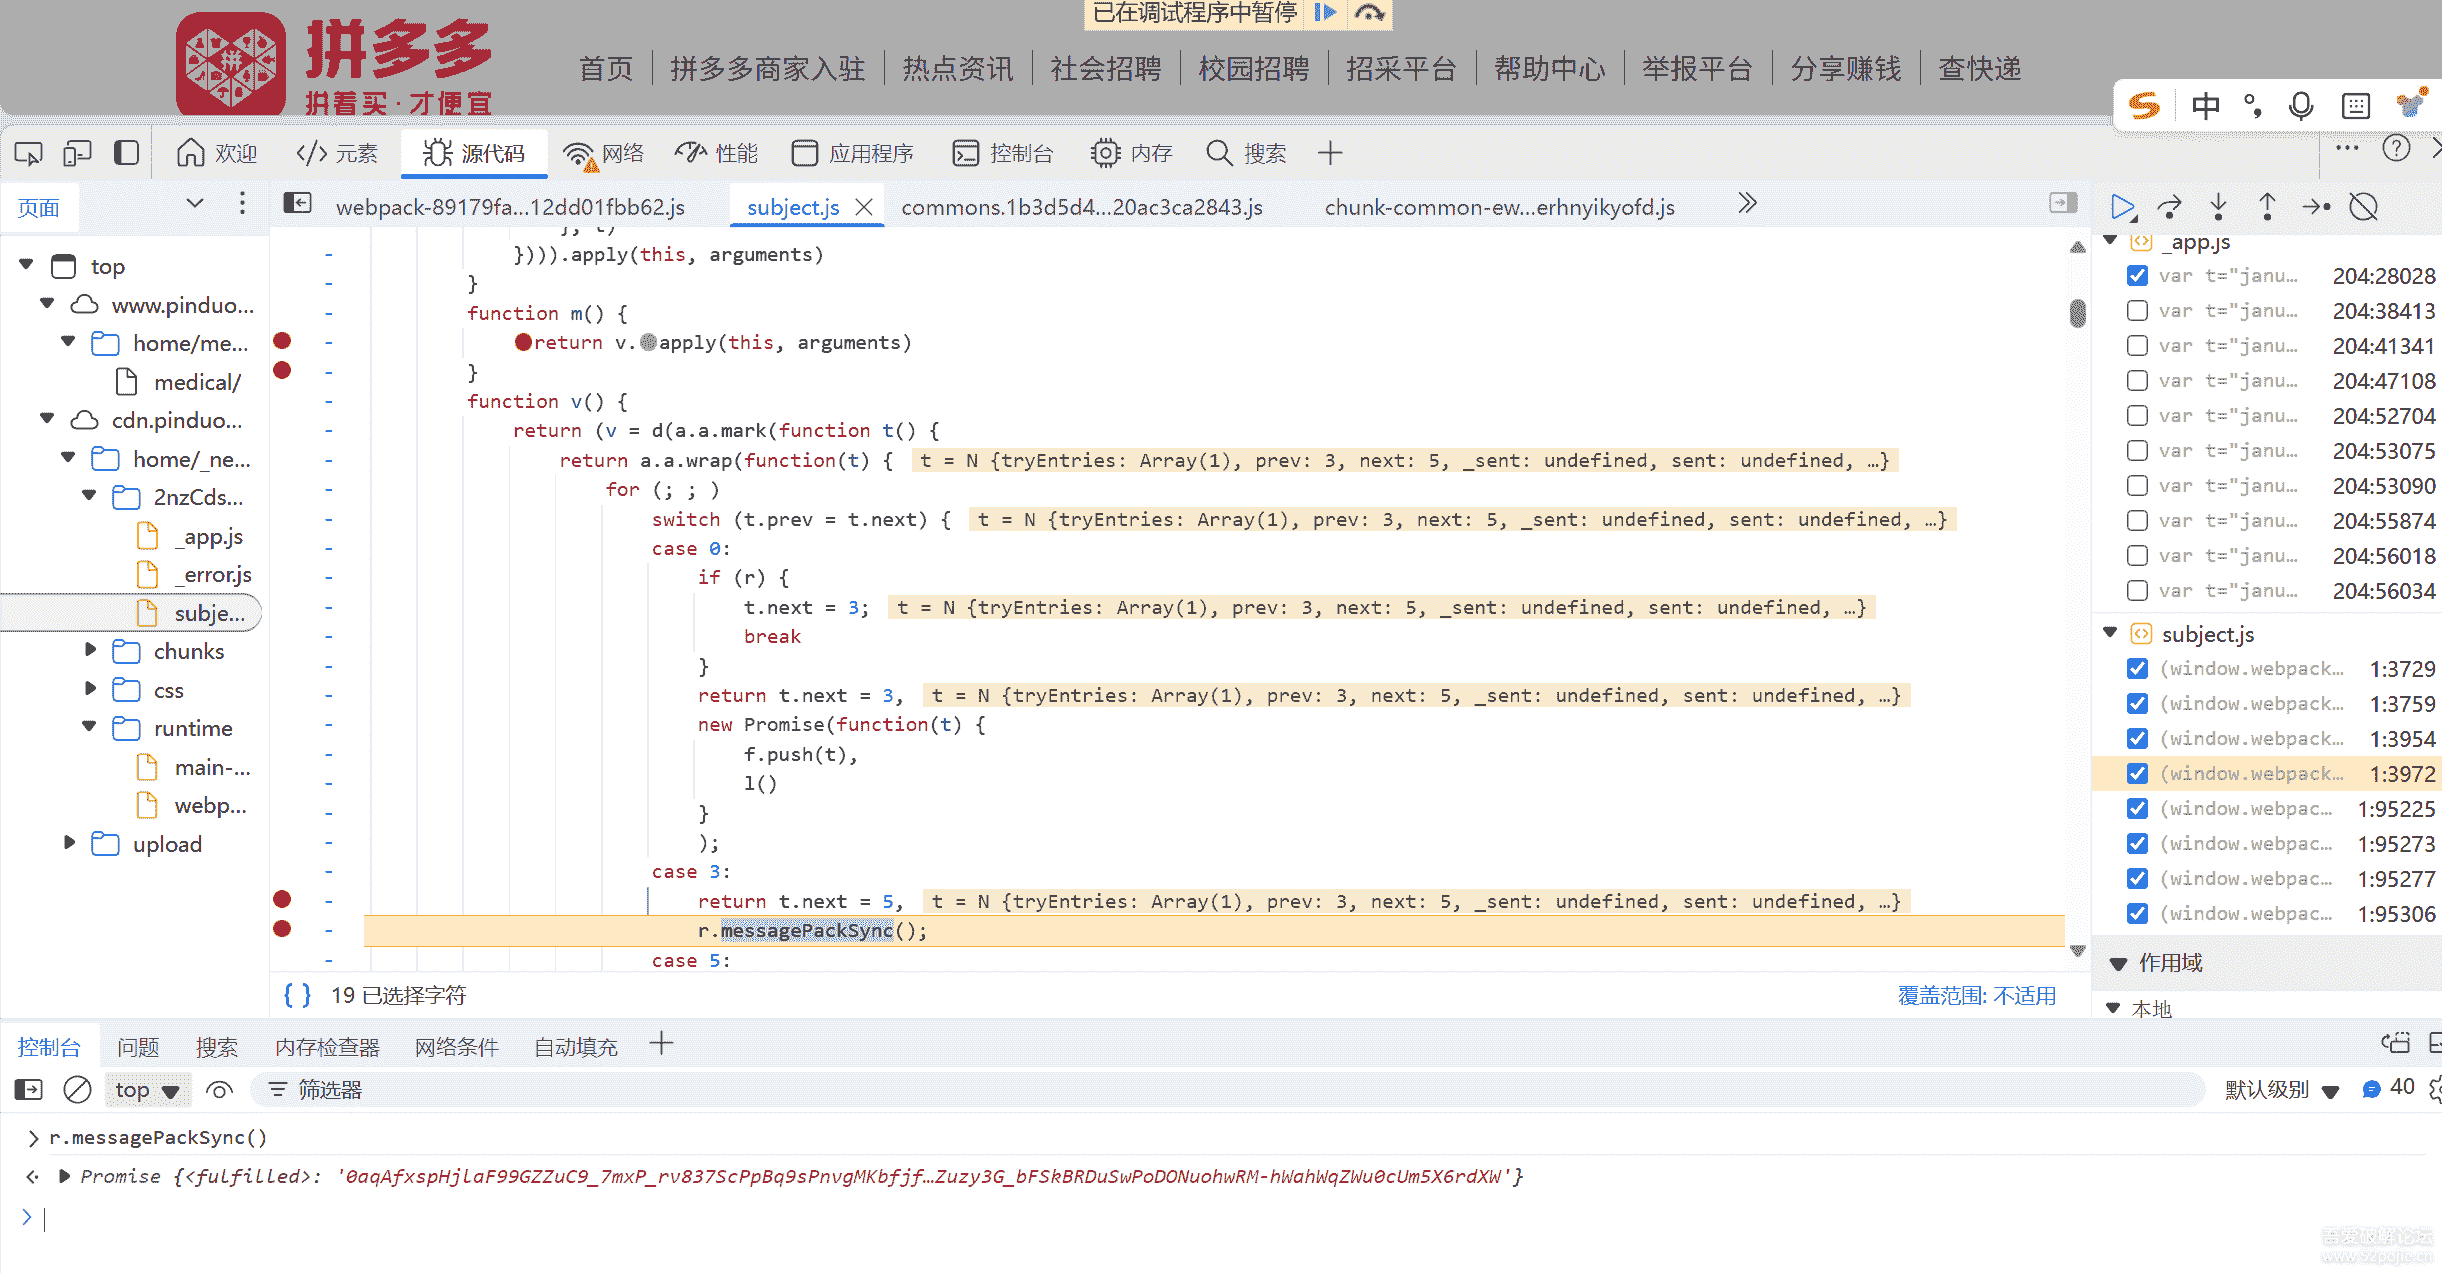 已在调试程序中暂停
拼多多
拼着买·才便宜
首页 拼多多商家入驻 热点资讯 社会招聘 校园招聘 招采平台 帮助中心 举报平台 分享赚钱 查快递
中
欢迎 </> 元素 源代码 网络 性能 应用程序 控制台 内存 搜索
页面
webpack-89179fa...12dd01fbb62.js subject.js commons.1b3d5d4...20ac3ca2843.js chunk-common-ew...erhnyikyofd.js
top
www.pinduo...
home/me...
medical/
cdn.pinduo...
home/_ne...
2nzCds...
_app.js
_error.js
subje...
chunks
css
runtime
main-...
webp...
upload
}, t)
}))).apply(this, arguments)
}
function m() {
return v.apply(this, arguments)
}
function v() {
return (v = d(a.a.mark(function t() {
return a.a.wrap(function(t) { t = N {tryEntries: Array(1), prev: 3, next: 5, _sent: undefined, sent: undefined, …}
for (; ; )
switch (t.prev = t.next) { t = N {tryEntries: Array(1), prev: 3, next: 5, _sent: undefined, sent: undefined, …}
case 0:
if (r) {
t.next = 3; t = N {tryEntries: Array(1), prev: 3, next: 5, _sent: undefined, sent: undefined, …}
break
}
return t.next = 3, t = N {tryEntries: Array(1), prev: 3, next: 5, _sent: undefined, sent: undefined, …}
new Promise(function(t) {
f.push(t),
l()
}
);
case 3:
return t.next = 5, t = N {tryEntries: Array(1), prev: 3, next: 5, _sent: undefined, sent: undefined, …}
r.messagePackSync();
case 5:
{ } 19 已选择字符 覆盖范围: 不适用
_app.js
var t="janu... 204:28028
var t="janu... 204:38413
var t="janu... 204:41341
var t="janu... 204:47108
var t="janu... 204:52704
var t="janu... 204:53075
var t="janu... 204:53090
var t="janu... 204:55874
var t="janu... 204:56018
var t="janu... 204:56034
subject.js
(window.webpack... 1:3729
(window.webpack... 1:3759
(window.webpack... 1:3954
(window.webpack... 1:3972
(window.webpac... 1:95225
(window.webpac... 1:95273
(window.webpac... 1:95277
(window.webpac... 1:95306
作用域
本地
控制台 问题 搜索 内存检查器 网络条件 自动填充
top 筛选器 默认级别 40
r.messagePackSync()
Promise {<fulfilled>: '0aqAfxspHjlaF99GZZuC9_7mxP_rv837ScPpBq9sPnvgMKbfjf…Zuzy3G_bFSkBRDuSwPoDONuohwRM-hWahWqZWu0cUm5X6rdXW'}
吾爱破解论坛
www.52pojie.cn